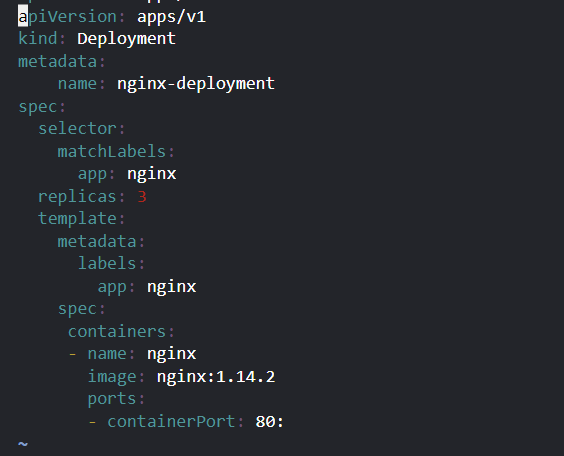 apiVersion: apps/v1
kind: Deployment
metadata:
    name: nginx-deployment
spec:
  selector:
    matchLabels:
      app: nginx
  replicas: 3
  template:
    metadata:
      labels:
        app: nginx
    spec:
     containers:
     - name: nginx
       image: nginx:1.14.2
       ports:
       - containerPort: 80:
~